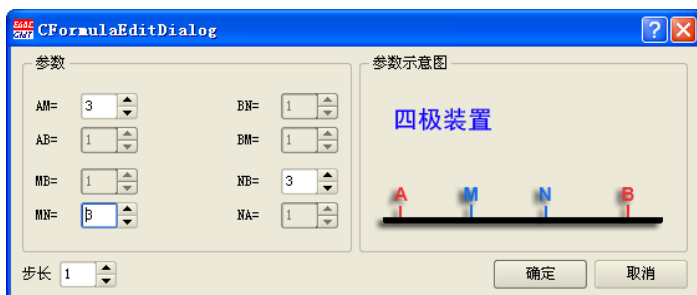 CFormulaEditDialog
参数
AM= 3
BN= 1
AB= 1
BM= 1
MB= 1
NB= 3
MN= 3
NA= 1
参数示意图
四极装置
A M N B
步长 1
确定
取消